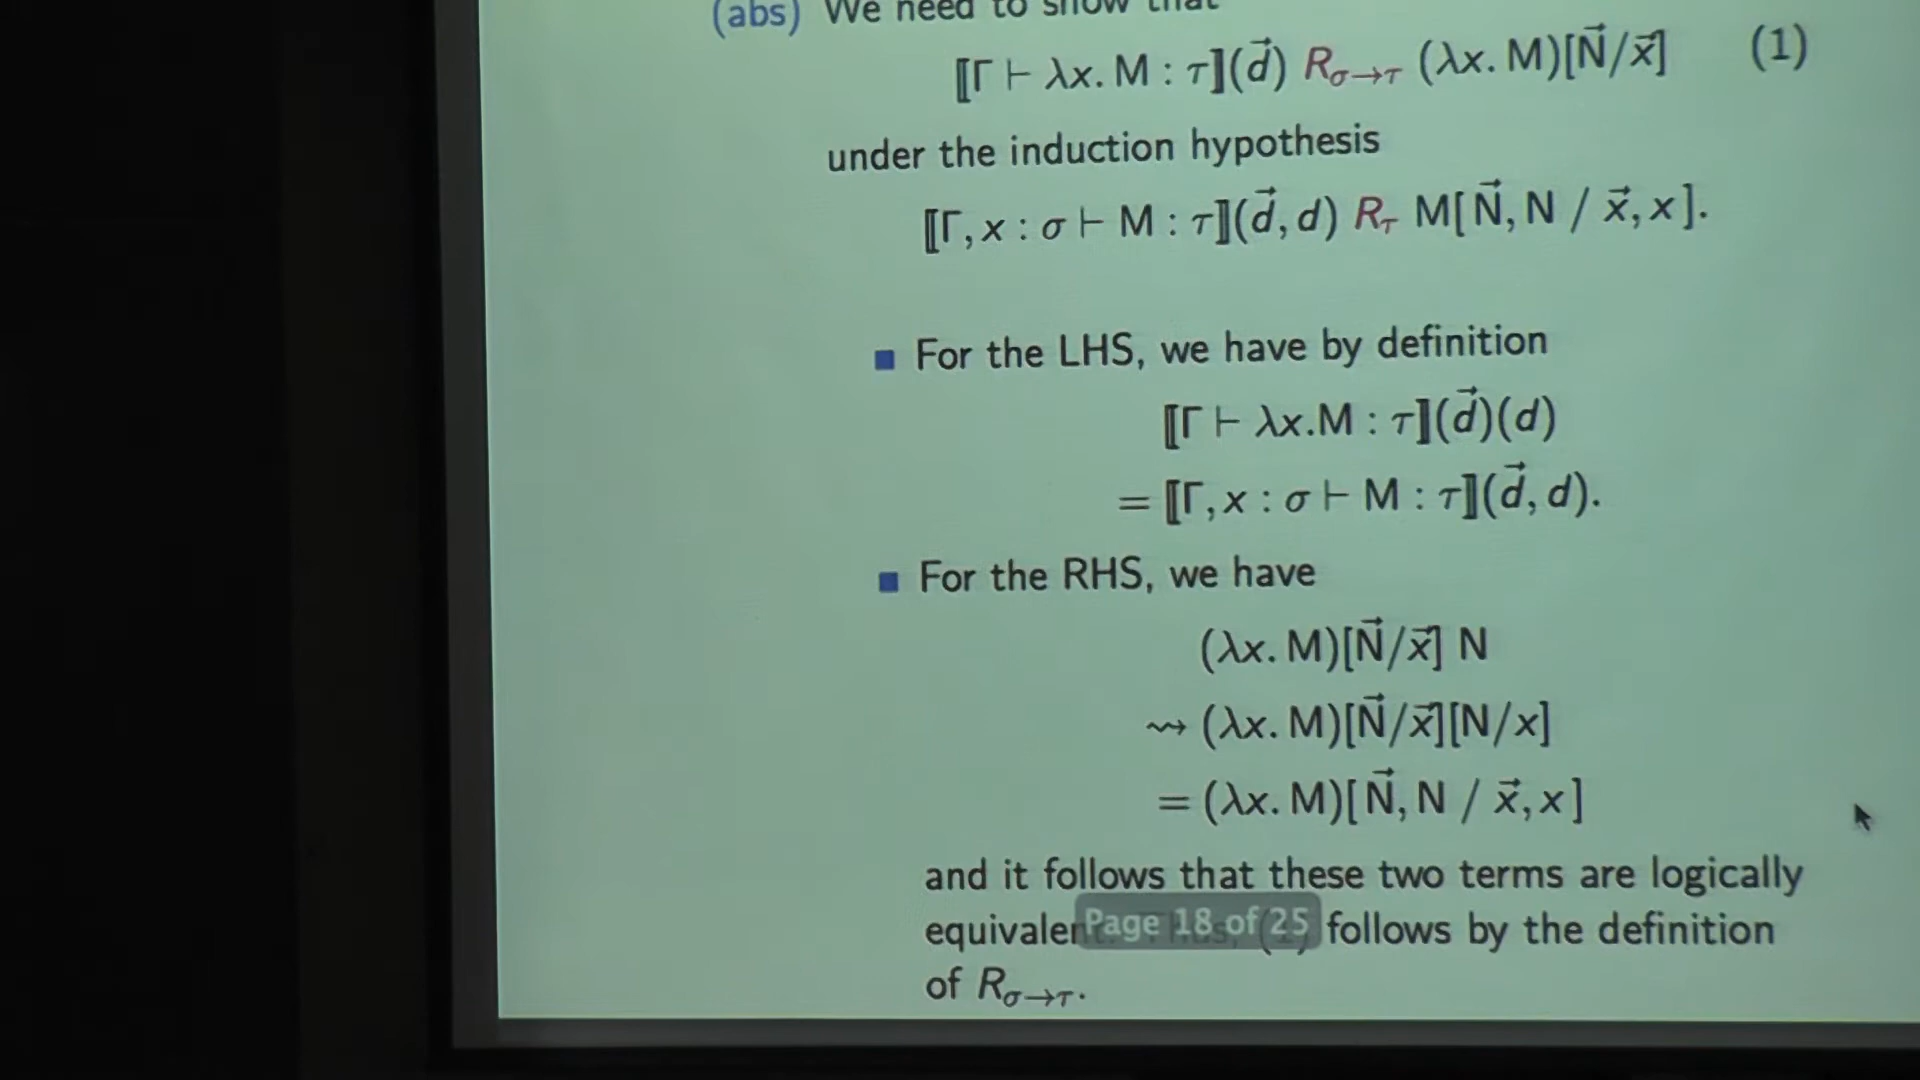 (abs) We need to show that
⟦Γ ⊢ λx. M : τ⟧(d⃗) R_{σ→τ} (λx. M)[N⃗/x⃗] (1)
under the induction hypothesis
⟦Γ, x : σ ⊢ M : τ⟧(d⃗, d) R_τ M[N⃗, N / x⃗, x].
For the LHS, we have by definition
⟦Γ ⊢ λx.M : τ⟧(d⃗)(d)
= ⟦Γ, x : σ ⊢ M : τ⟧(d⃗, d).
For the RHS, we have
(λx. M)[N⃗/x⃗] N
⇝ (λx. M)[N⃗/x⃗][N/x]
= (λx. M)[N⃗, N / x⃗, x]
and it follows that these two terms are logically
Page 18 of 25 follows by the definition
of R_{σ→τ}.